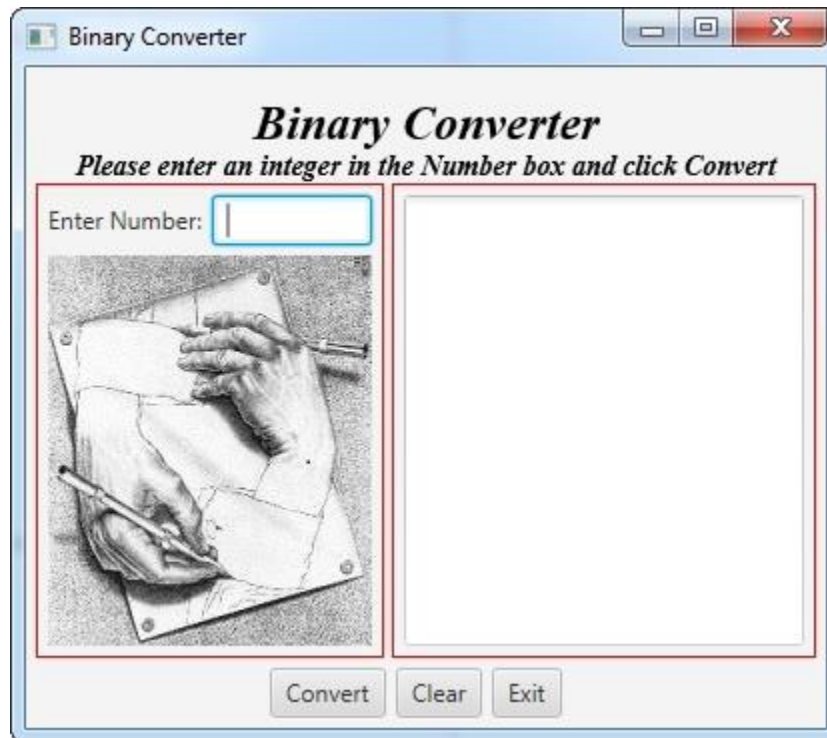 Binary Converter
Binary Converter
Please enter an integer in the Number box and click Convert
Enter Number:
Convert Clear Exit